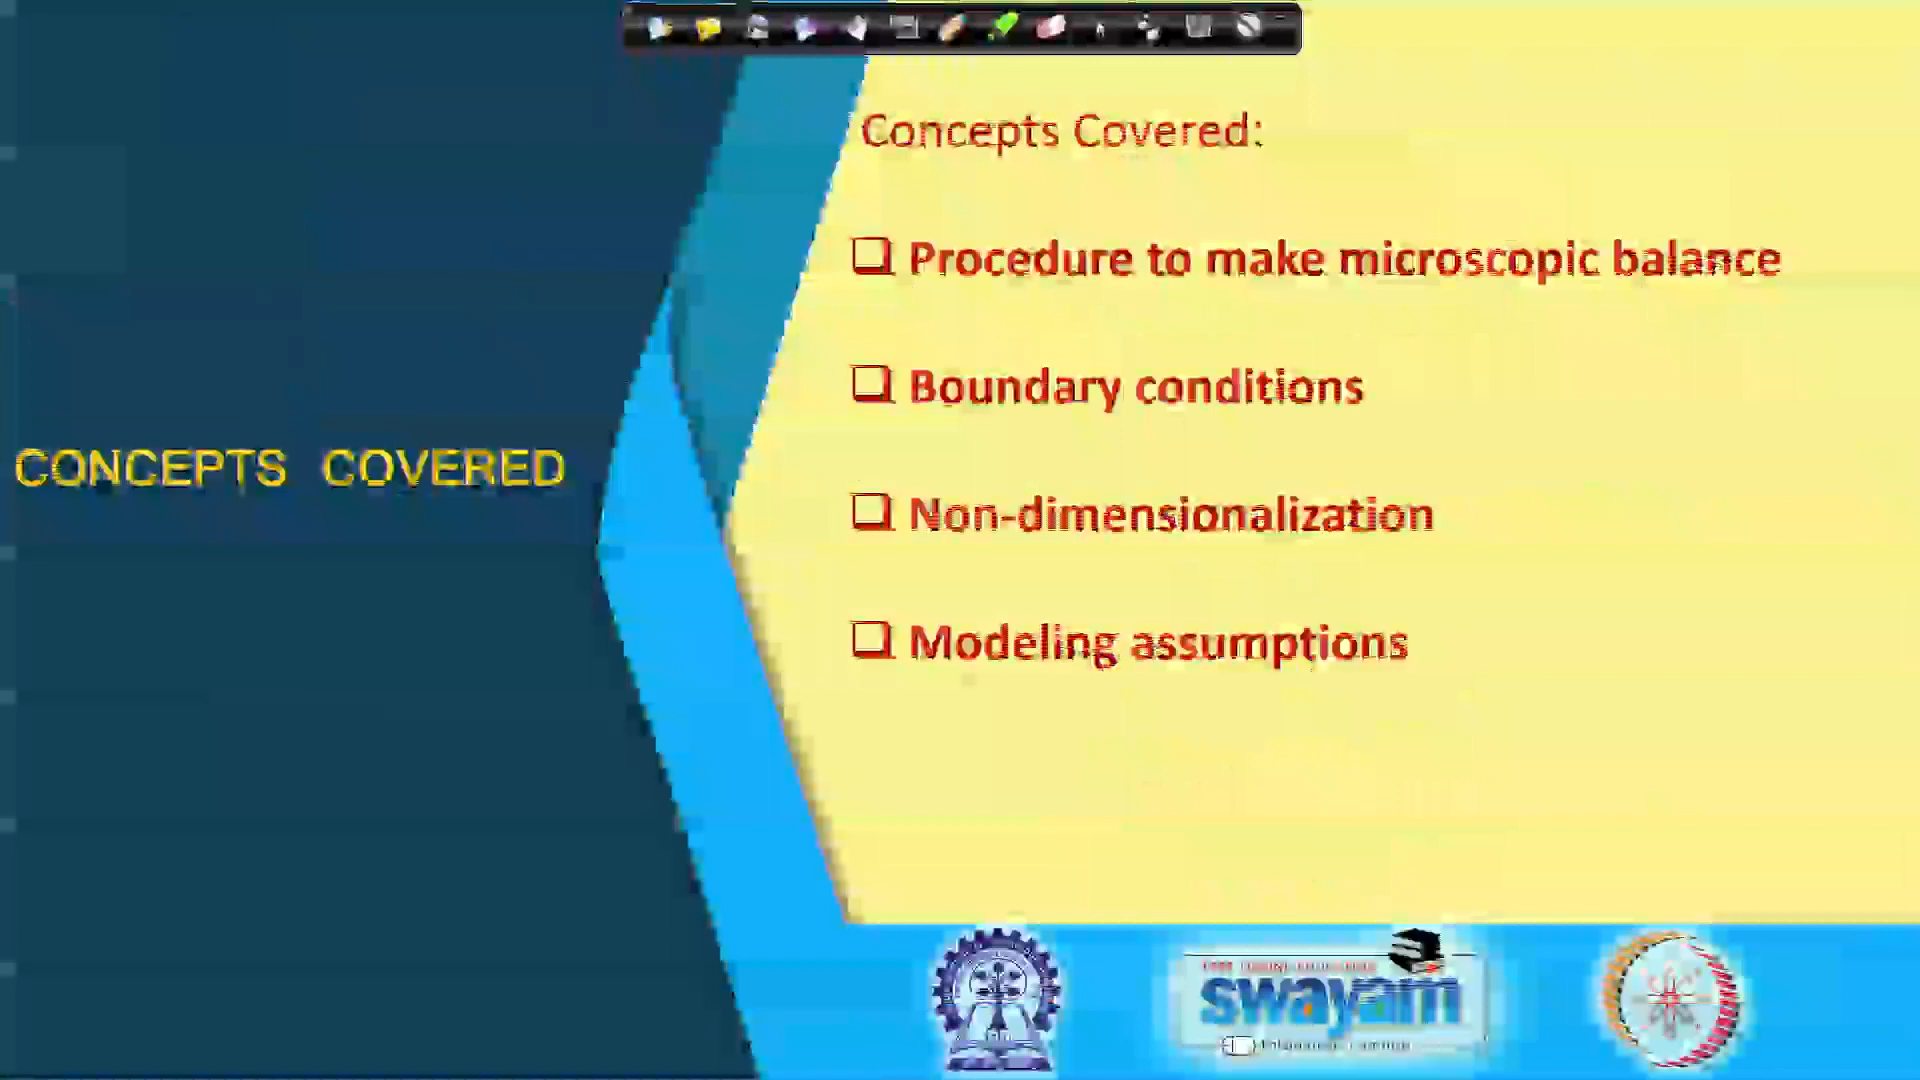 Concepts Covered:
Procedure to make microscopic balance
Boundary conditions
CONCEPTS COVERED
Non-dimensionalization
Modeling assumptions
swayam